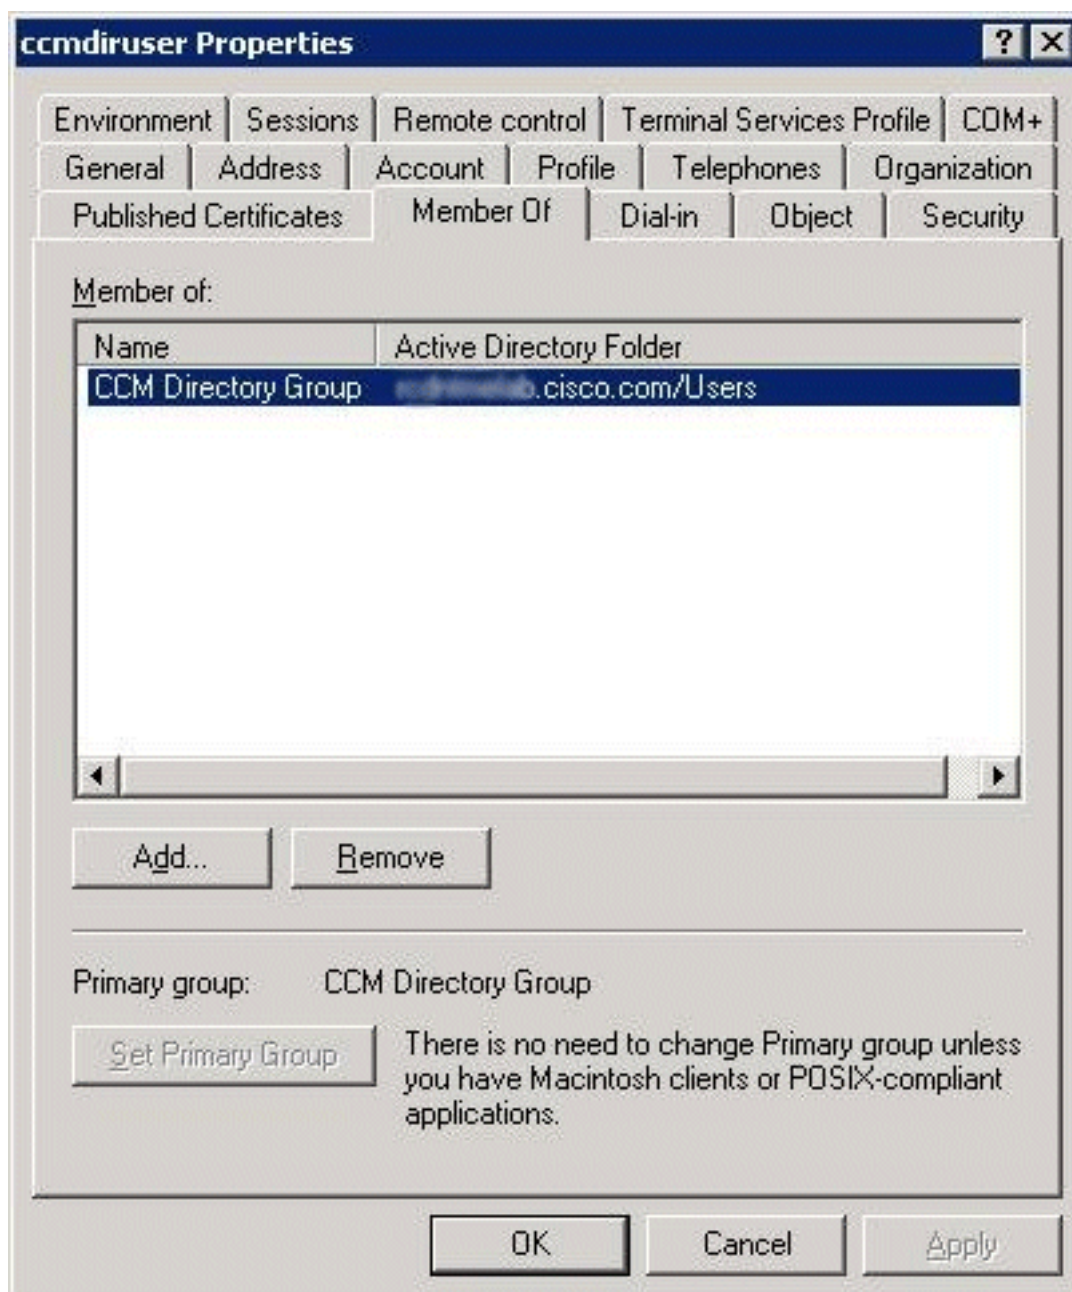 ccmdiruser Properties
Environment Sessions Remote control Terminal Services Profile COM+
General Address Account Profile Telephones Organization
Published Certificates Member Of Dial-in Object Security
Member of:
Name Active Directory Folder
CCM Directory Group .cisco.com/Users
Add... Remove
Primary group: CCM Directory Group
Set Primary Group
There is no need to change Primary group unless
you have Macintosh clients or POSIX-compliant
applications.
OK Cancel Apply